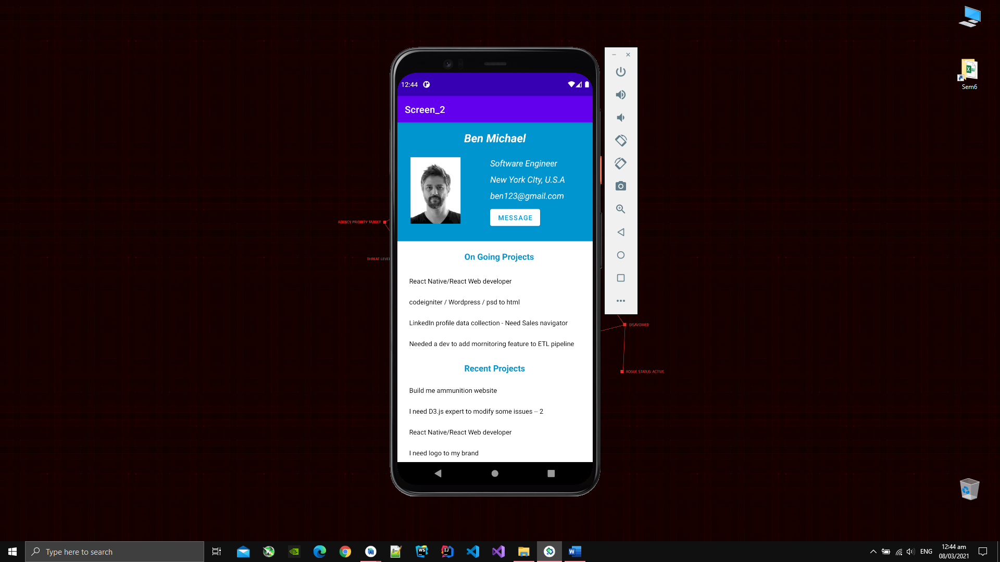 12:44
Screen_2
Ben Michael
Software Engineer
New York CIty, U.S.A
ben123@gmail.com
MESSAGE
On Going Projects
React Native/React Web developer
codeigniter / Wordpress / psd to html
LinkedIn profile data collection - Need Sales navigator
Needed a dev to add mornitoring feature to ETL pipeline
Recent Projects
Build me ammunition website
I need D3.js expert to modify some issues -- 2
React Native/React Web developer
I need logo to my brand
AGENCY PRIORITY TARGET
THREAT LEVEL
DISAVOWED
ROGUE STATUS: ACTIVE
Sem6
Type here to search
WS
IJ
W
ENG
12:44 am
08/03/2021